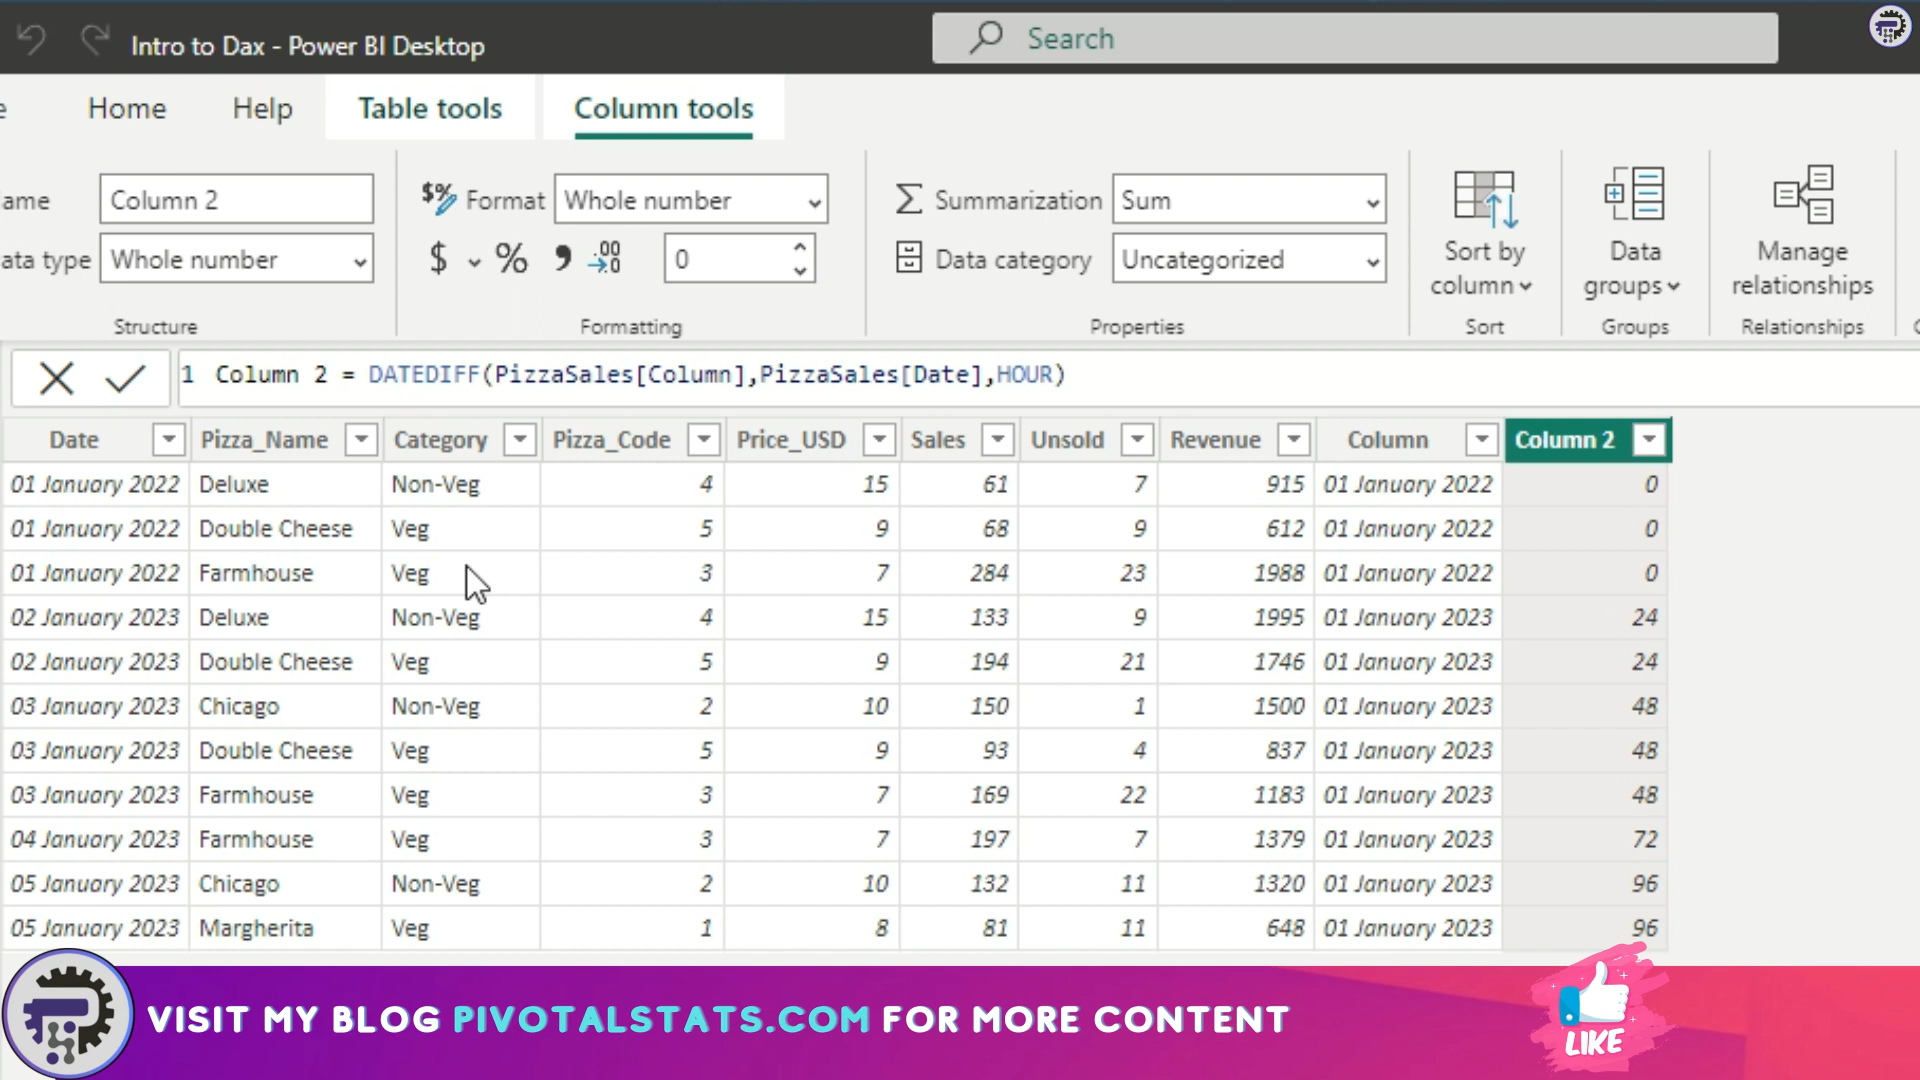 Intro to Dax - Power BI Desktop
Search
e Home Help Table tools Column tools
ame Column 2
$% Format Whole number
Σ Summarization Sum
Sort by column
Data groups
Manage relationships
ata type Whole number
$ % , .00 →.0 0
Data category Uncategorized
Structure Formatting Properties Sort Groups Relationships
1 Column 2 = DATEDIFF(PizzaSales[Column],PizzaSales[Date],HOUR)
Date Pizza_Name Category Pizza_Code Price_USD Sales Unsold Revenue Column Column 2
01 January 2022 Deluxe Non-Veg 4 15 61 7 915 01 January 2022 0
01 January 2022 Double Cheese Veg 5 9 68 9 612 01 January 2022 0
01 January 2022 Farmhouse Veg 3 7 284 23 1988 01 January 2022 0
02 January 2023 Deluxe Non-Veg 4 15 133 9 1995 01 January 2023 24
02 January 2023 Double Cheese Veg 5 9 194 21 1746 01 January 2023 24
03 January 2023 Chicago Non-Veg 2 10 150 1 1500 01 January 2023 48
03 January 2023 Double Cheese Veg 5 9 93 4 837 01 January 2023 48
03 January 2023 Farmhouse Veg 3 7 169 22 1183 01 January 2023 48
04 January 2023 Farmhouse Veg 3 7 197 7 1379 01 January 2023 72
05 January 2023 Chicago Non-Veg 2 10 132 11 1320 01 January 2023 96
05 January 2023 Margherita Veg 1 8 81 11 648 01 January 2023 96
VISIT MY BLOG PIVOTALSTATS.COM FOR MORE CONTENT
LIKE